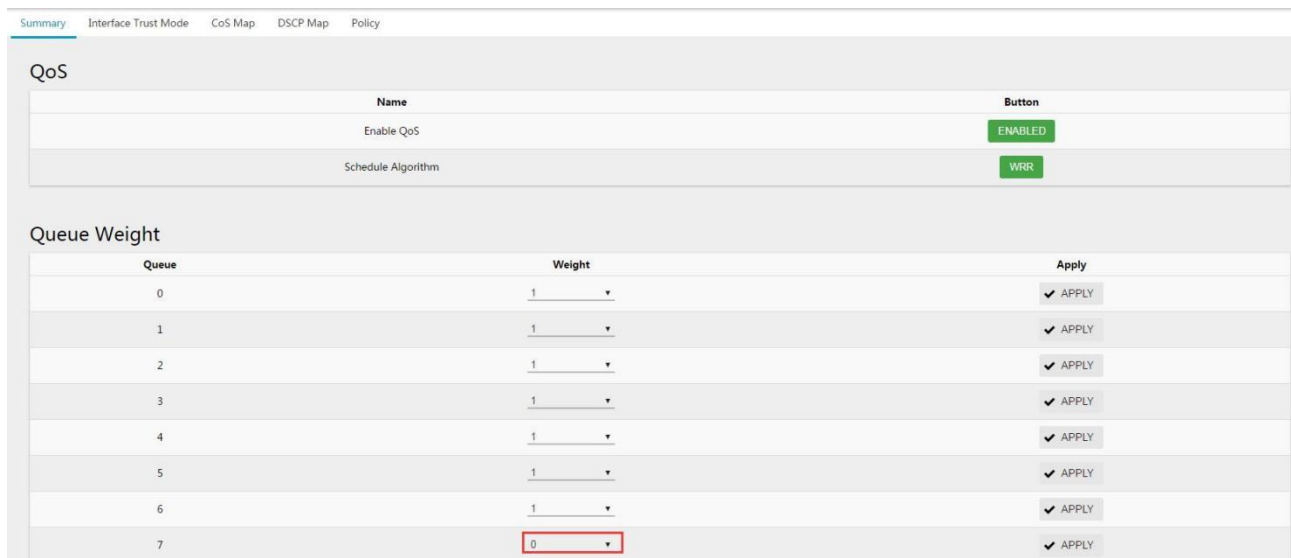 Summary Interface Trust Mode CoS Map DSCP Map Policy
QoS
Name Button
Enable QoS ENABLED
Schedule Algorithm WRR
Queue Weight
Queue Weight Apply
0 1 APPLY
1 1 APPLY
2 1 APPLY
3 1 APPLY
4 1 APPLY
5 1 APPLY
6 1 APPLY
7 0 APPLY